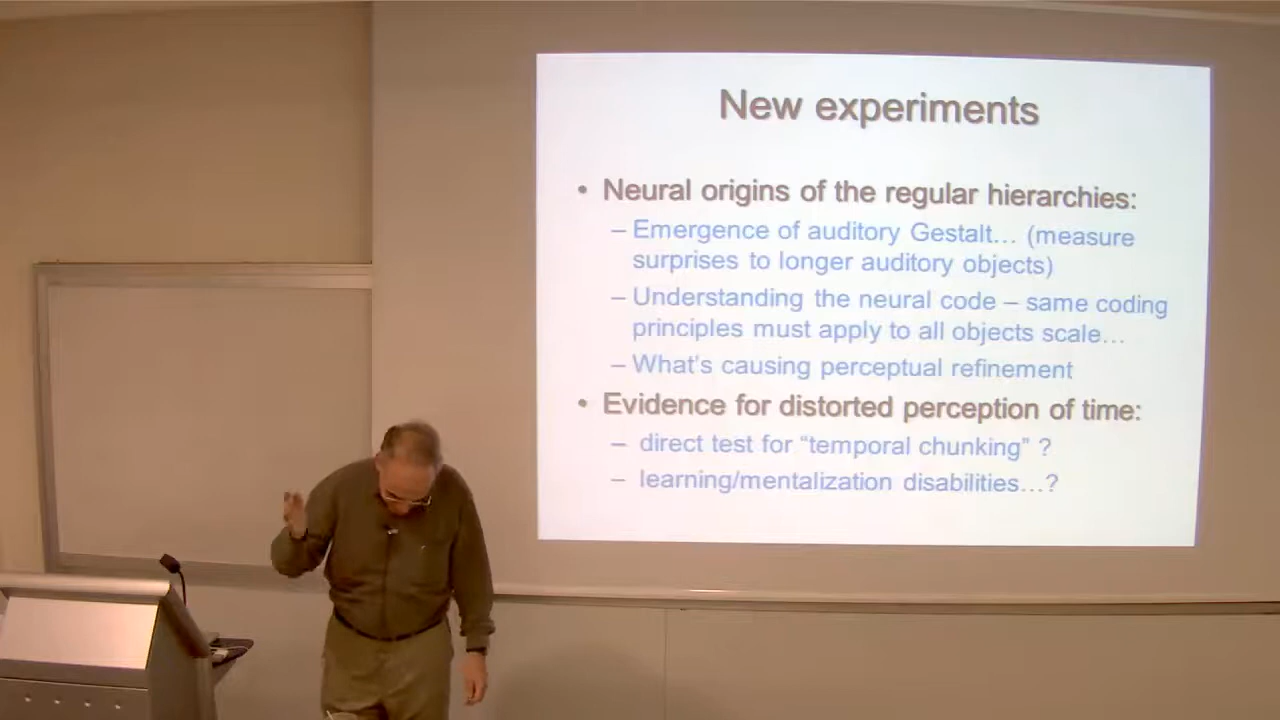 New experiments
• Neural origins of the regular hierarchies:
– Emergence of auditory Gestalt… (measure
surprises to longer auditory objects)
– Understanding the neural code – same coding
principles must apply to all objects scale…
– What's causing perceptual refinement
• Evidence for distorted perception of time:
– direct test for “temporal chunking” ?
– learning/mentalization disabilities…?